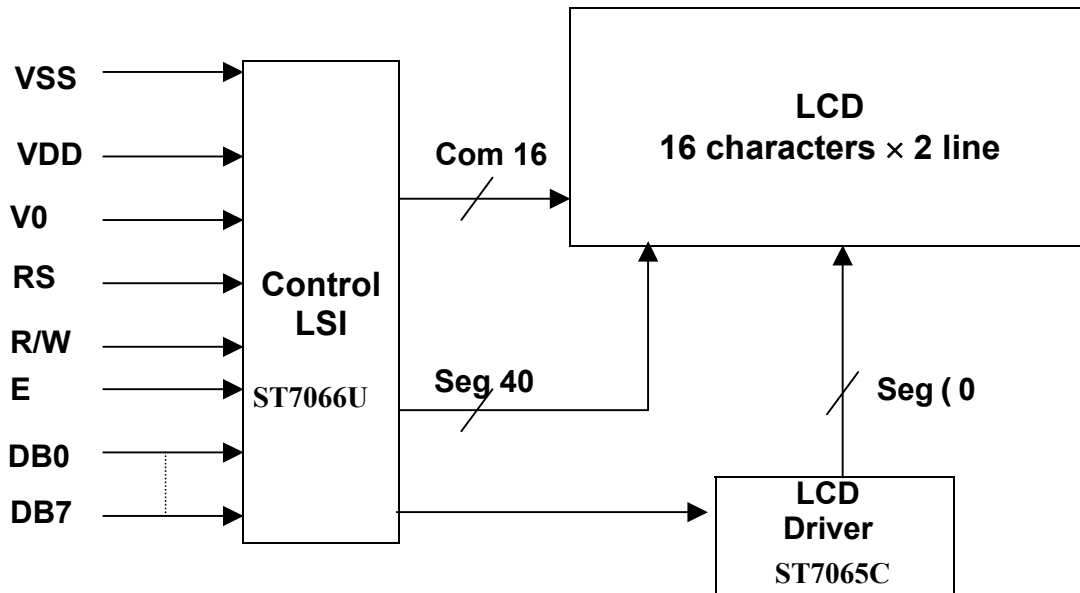 VSS
VDD
V0
RS
R/W
E
DB0
DB7
Control
LSI
ST7066U
Com 16
Seg 40
LCD
16 characters × 2 line
Seg ( 0
LCD
Driver
ST7065C